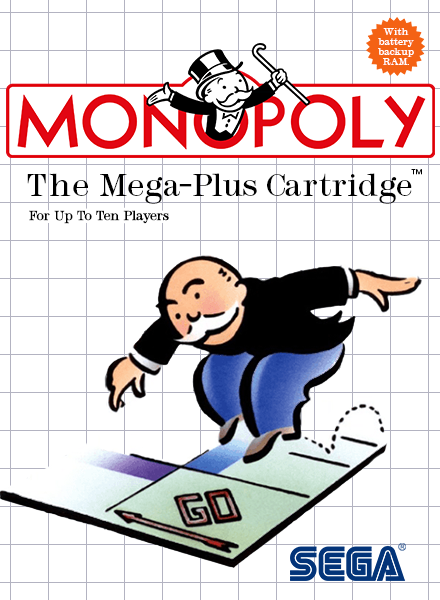 With
battery
backup
RAM.
MONOPOLY
The Mega-Plus Cartridge™
For Up To Ten Players
GO
SEGA®